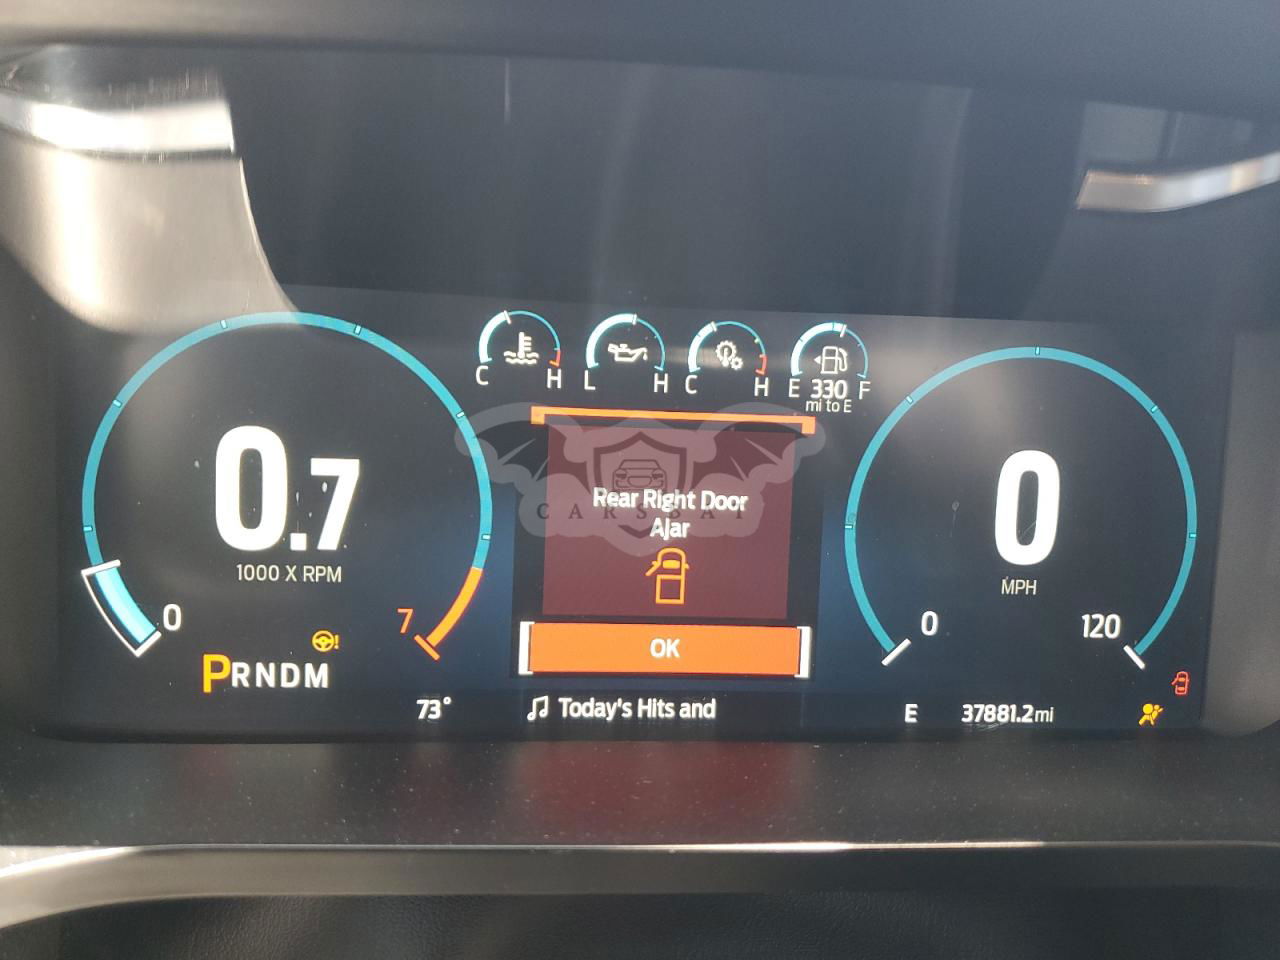 C H
L H
C H
E 330 F
mi to E
CARSBAT
Rear Right Door
Ajar
OK
0.7
1000 X RPM
0
7
PRNDM
73°
Today's Hits and
0
MPH
0
120
E
37881.2mi